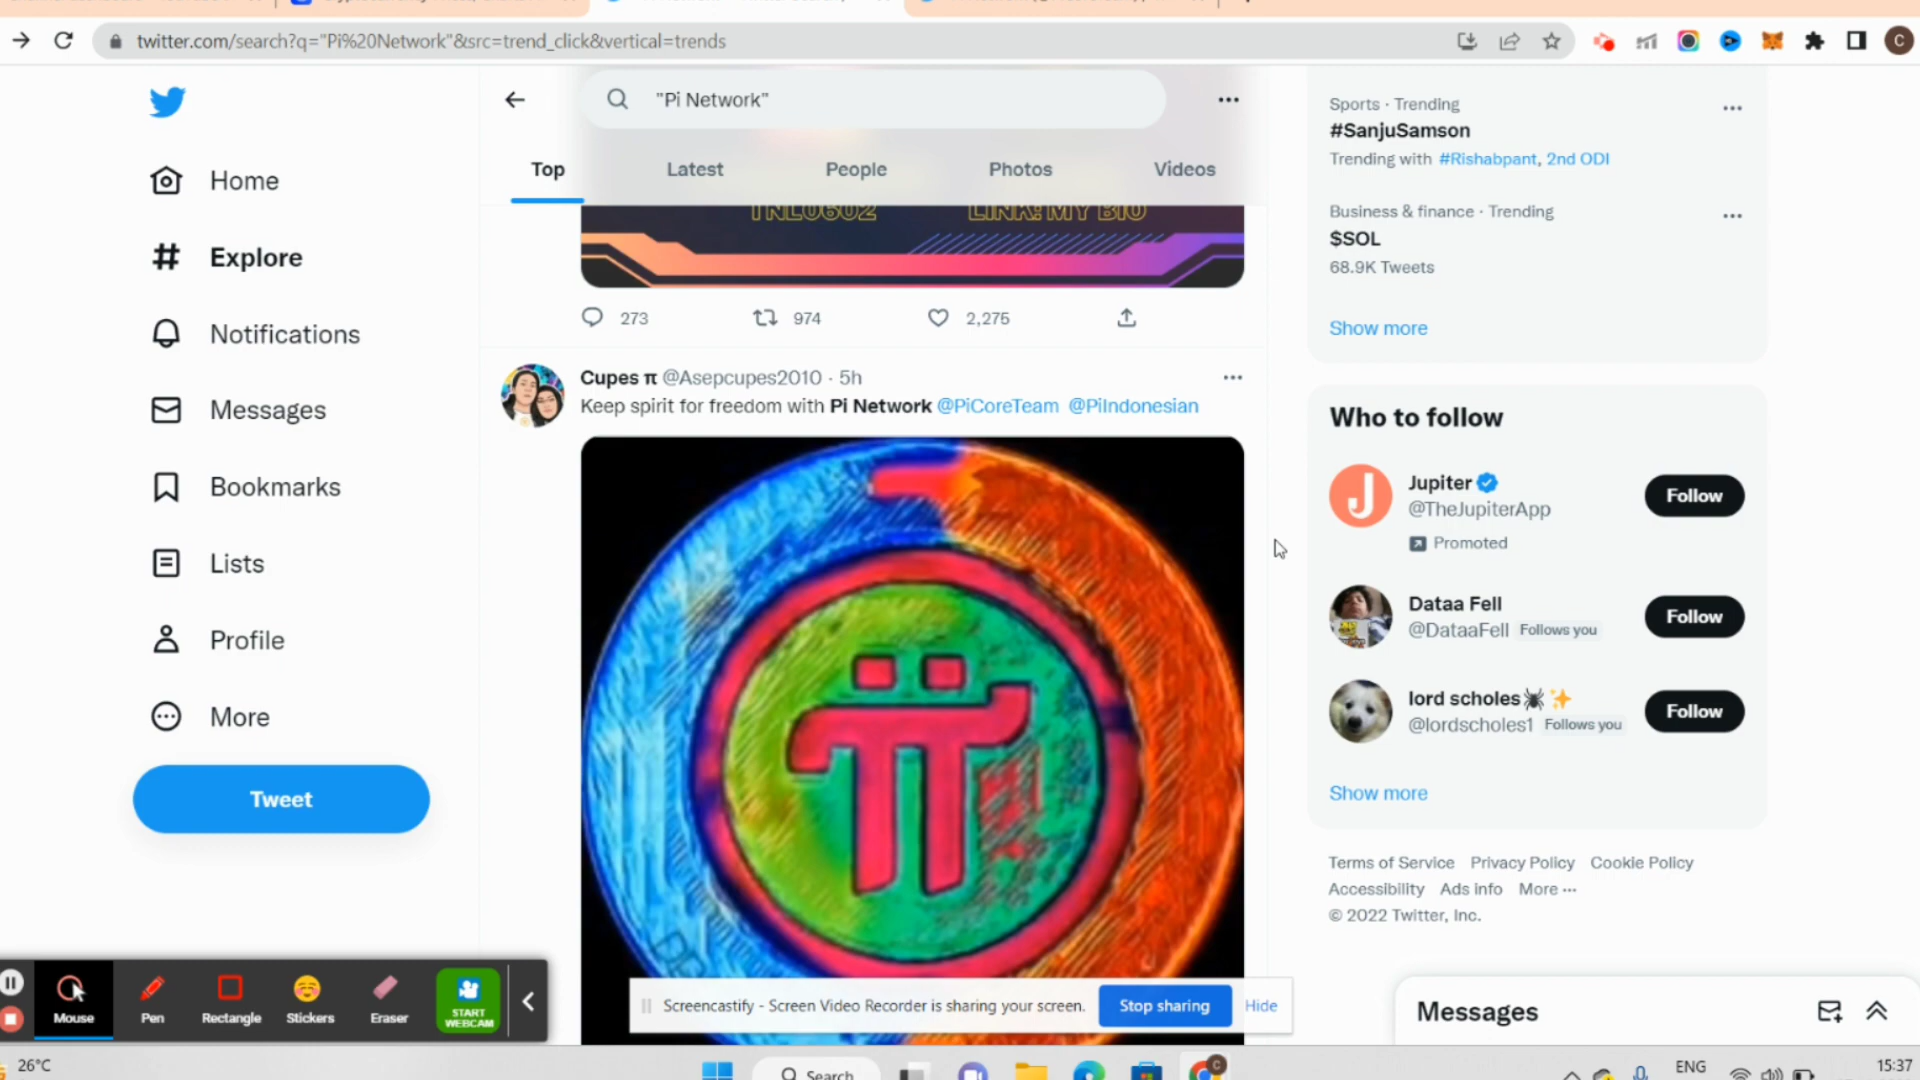 twitter.com/search?q="Pi%20Network"&src=trend_click&vertical=trends
C
"Pi Network"
Top
Latest
People
Photos
Videos
Home
Explore
Notifications
Messages
Bookmarks
Lists
Profile
More
Tweet
TNL0602
LINK: MY BIO
273
974
2,275
Cupes π @Asepcupes2010 · 5h
Keep spirit for freedom with Pi Network @PiCoreTeam @PiIndonesian
Sports · Trending
#SanjuSamson
Trending with #Rishabpant, 2nd ODI
Business & finance · Trending
$SOL
68.9K Tweets
Show more
Who to follow
J
Jupiter
@TheJupiterApp
Promoted
Follow
Dataa Fell
@DataaFell Follows you
Follow
lord scholes🕷✨
@lordscholes1 Follows you
Follow
Show more
Terms of Service Privacy Policy Cookie Policy
Accessibility Ads info More ···
© 2022 Twitter, Inc.
Messages
Mouse
Pen
Rectangle
Stickers
Eraser
START
WEBCAM
Screencastify - Screen Video Recorder is sharing your screen.
Stop sharing
Hide
26°C
Search
C
ENG
15:37